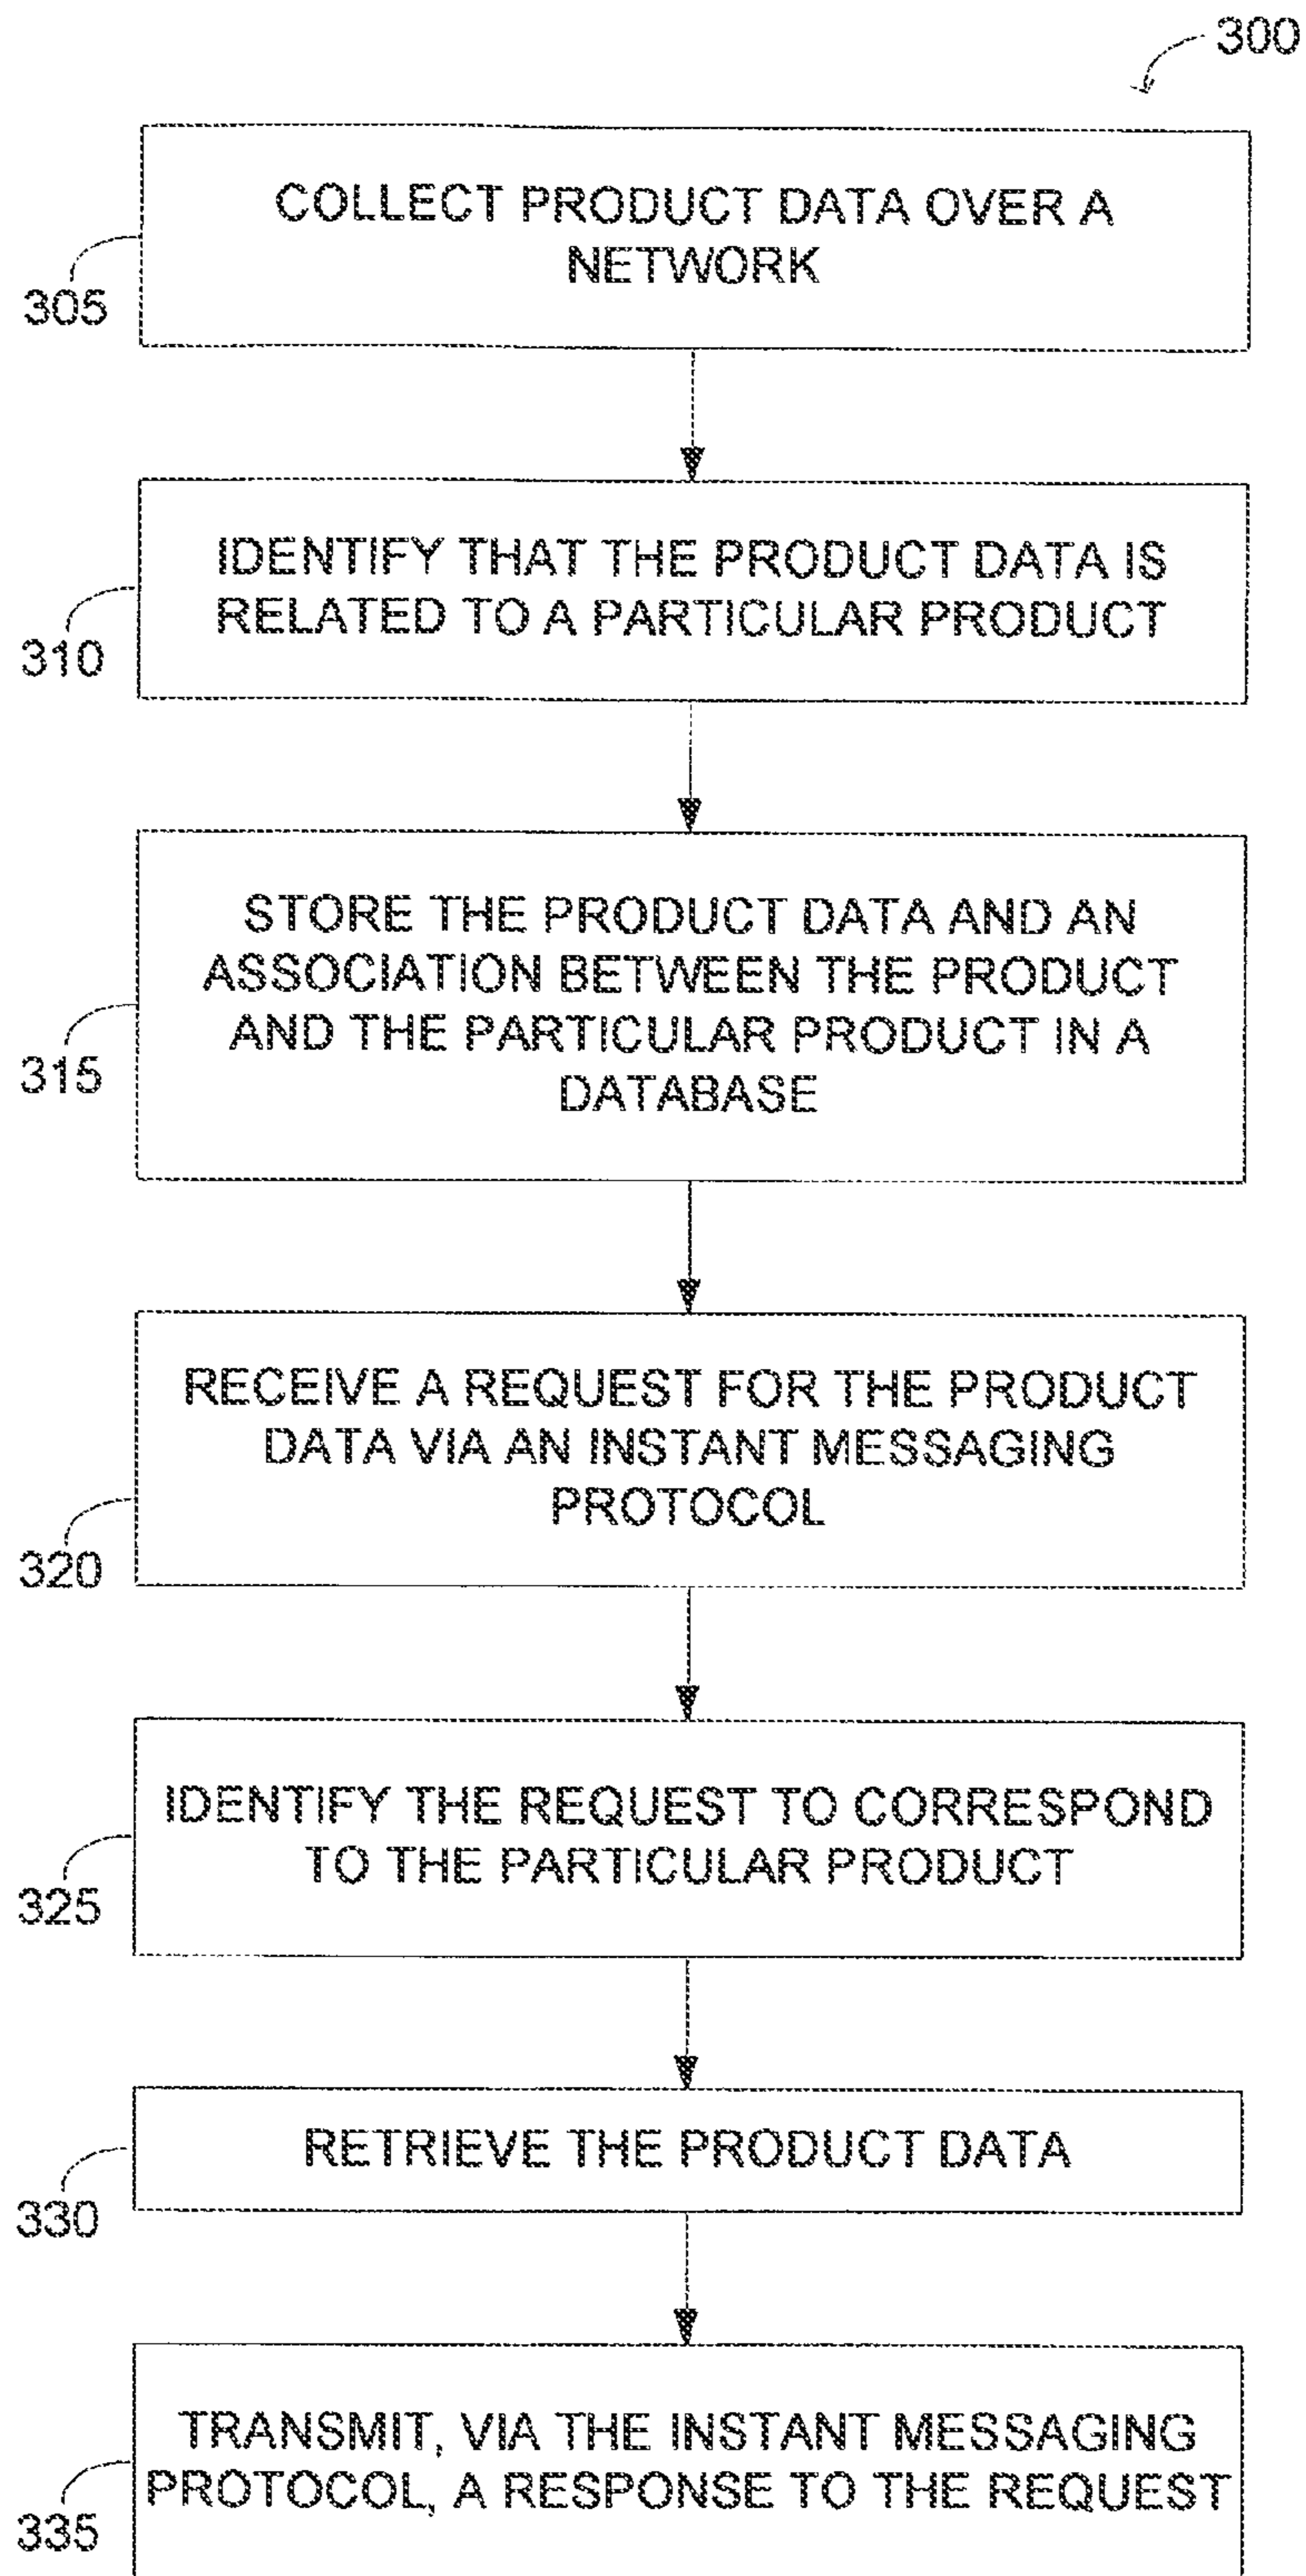 300
COLLECT PRODUCT DATA OVER A
NETWORK
305
IDENTIFY THAT THE PRODUCT DATA IS
RELATED TO A PARTICULAR PRODUCT
310
STORE THE PRODUCT DATA AND AN
ASSOCIATION BETWEEN THE PRODUCT
AND THE PARTICULAR PRODUCT IN A
DATABASE
315
RECEIVE A REQUEST FOR THE PRODUCT
DATA VIA AN INSTANT MESSAGING
PROTOCOL
320
IDENTIFY THE REQUEST TO CORRESPOND
TO THE PARTICULAR PRODUCT
325
RETRIEVE THE PRODUCT DATA
330
TRANSMIT, VIA THE INSTANT MESSAGING
PROTOCOL, A RESPONSE TO THE REQUEST
335